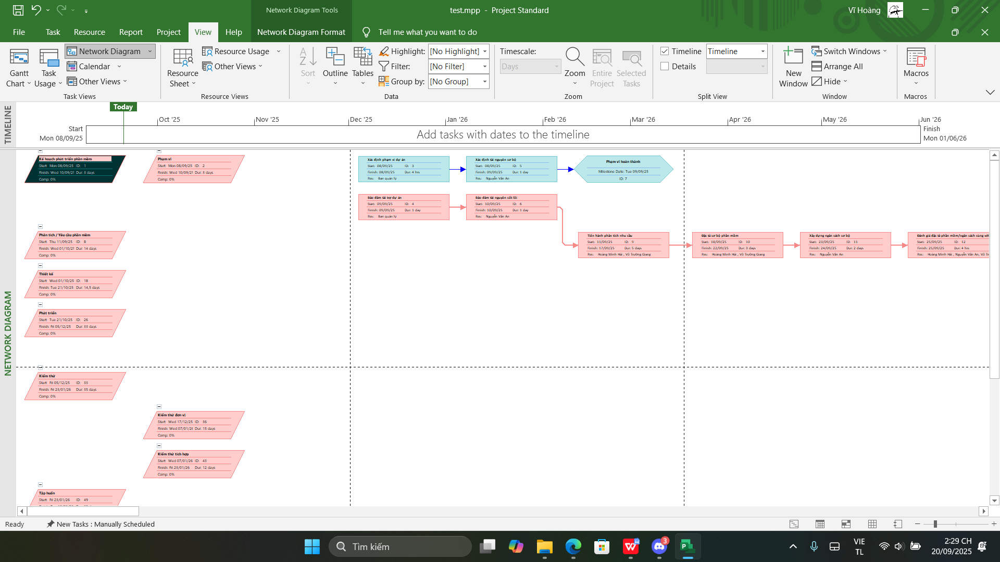 Network Diagram Tools
test.mpp - Project Standard
Vĩ Hoàng
File Task Resource Report Project View Help Network Diagram Format Tell me what you want to do
Gantt Chart
Task Usage
Network Diagram
Calendar
Other Views
Task Views
Resource Sheet
Resource Usage
Other Views
Resource Views
Sort
Outline
Tables
Highlight: [No Highlight]
Filter: [No Filter]
Group by: [No Group]
Data
Timescale:
Days
Zoom
Entire Project
Selected Tasks
Zoom
Timeline Timeline
Details
Split View
New Window
Switch Windows
Arrange All
Hide
Window
Macros
Macros
TIMELINE
Today
Oct '25 Nov '25 Dec '25 Jan '26 Feb '26 Mar '26 Apr '26 May '26 Jun '26
Start
Mon 08/09/25
Add tasks with dates to the timeline
Finish
Mon 01/06/26
NETWORK DIAGRAM
Kế hoạch phát triển phần mềm
Start: Mon 08/09/25 ID: 1
Finish: Wed 10/09/2! Dur: 3 days
Comp: 0%
Phạm vi
Start: Mon 08/09/25 ID: 2
Finish: Wed 10/09/2! Dur: 3 days
Comp: 0%
Xác định phạm vi dự án
Start: 08/09/25 ID: 3
Finish: 08/09/25 Dur: 4 hrs
Res: Ban quản lý
Xác định tài nguyên sơ bộ
Start: 08/09/25 ID: 5
Finish: 09/09/25 Dur: 1 day
Res: Nguyễn Văn An
Phạm vi hoàn thành
Milestone Date: Tue 09/09/25
ID: 7
Bảo đảm tài trợ dự án
Start: 09/09/25 ID: 4
Finish: 09/09/25 Dur: 1 day
Res: Ban quản lý
Bảo đảm tài nguyên cốt lõi
Start: 10/09/25 ID: 6
Finish: 10/09/25 Dur: 1 day
Res: Nguyễn Văn An
Phân tích / Yêu cầu phần mềm
Start: Thu 11/09/25 ID: 8
Finish: Wed 01/10/2! Dur: 14 days
Comp: 0%
Tiến hành phân tích nhu cầu
Start: 11/09/25 ID: 9
Finish: 17/09/25 Dur: 5 days
Res: Hoàng Minh Hải , Võ Trường Giang
Đặc tả sơ bộ phần mềm
Start: 18/09/25 ID: 10
Finish: 22/09/25 Dur: 3 days
Res: Hoàng Minh Hải , Võ Trường Giang
Xây dựng ngân sách sơ bộ
Start: 23/09/25 ID: 11
Finish: 24/09/25 Dur: 2 days
Res: Nguyễn Văn An
Đánh giá đặc tả phần mềm/ngân sách cùng với
Start: 25/09/25 ID: 12
Finish: 25/09/25 Dur: 4 hrs
Res: Hoàng Minh Hải , Nguyễn Văn An, Võ Tr
Thiết kế
Start: Wed 01/10/25 ID: 18
Finish: Tue 21/10/25 Dur: 14,5 days
Comp: 0%
Phát triển
Start: Tue 21/10/25 ID: 26
Finish: Fri 05/12/25 Dur: 33 days
Comp: 0%
Kiểm thử
Start: Fri 05/12/25 ID: 33
Finish: Fri 23/01/26 Dur: 35 days
Comp: 0%
Kiểm thử đơn vị
Start: Wed 17/12/25 ID: 36
Finish: Wed 07/01/26 Dur: 15 days
Comp: 0%
Kiểm thử tích hợp
Start: Wed 07/01/26 ID: 43
Finish: Fri 23/01/26 Dur: 12 days
Comp: 0%
Tập huấn
Start: Fri 23/01/26 ID: 49
Ready New Tasks : Manually Scheduled
Tìm kiếm
3
VIE
TL
2:29 CH
20/09/2025